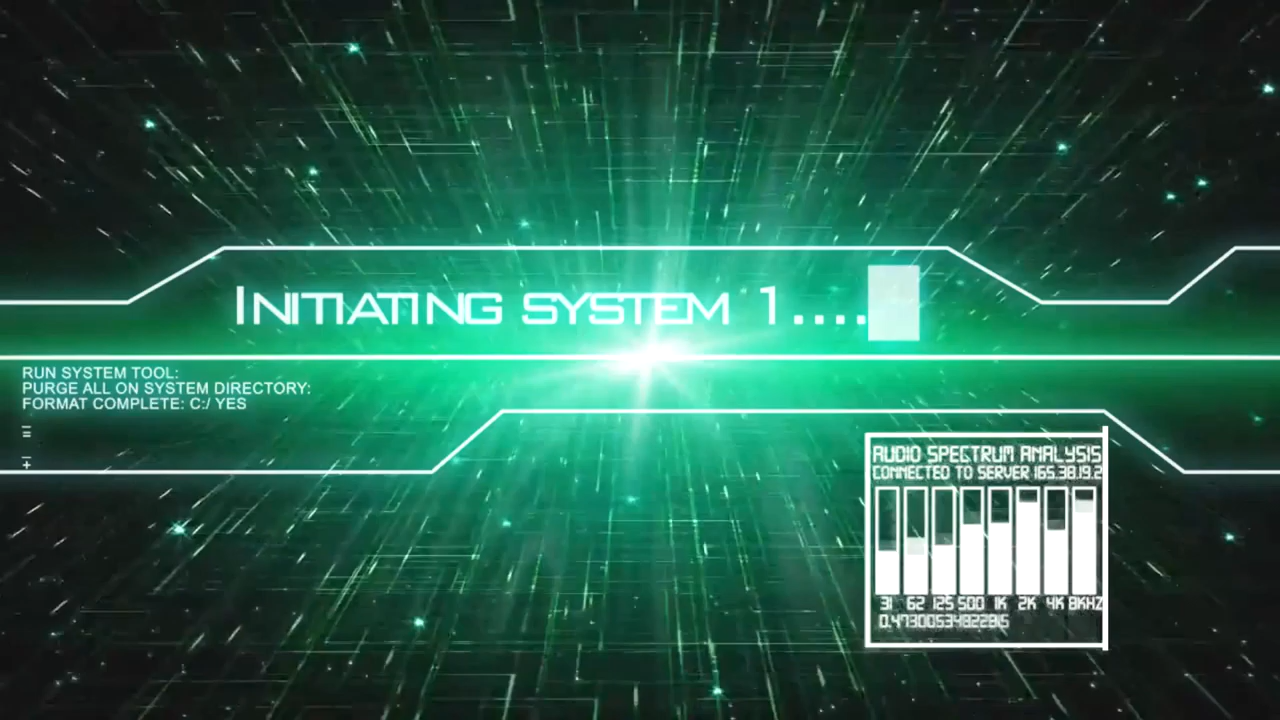 INITIATING SYSTEM 1....
RUN SYSTEM TOOL:
PURGE ALL ON SYSTEM DIRECTORY:
FORMAT COMPLETE: C:/ YES
AUDIO SPECTRUM ANALYSIS
CONNECTED TO SERVER 165.38.19.2
31 62 125 500 1K 2K 4K 8KHZ
0.47300534822815